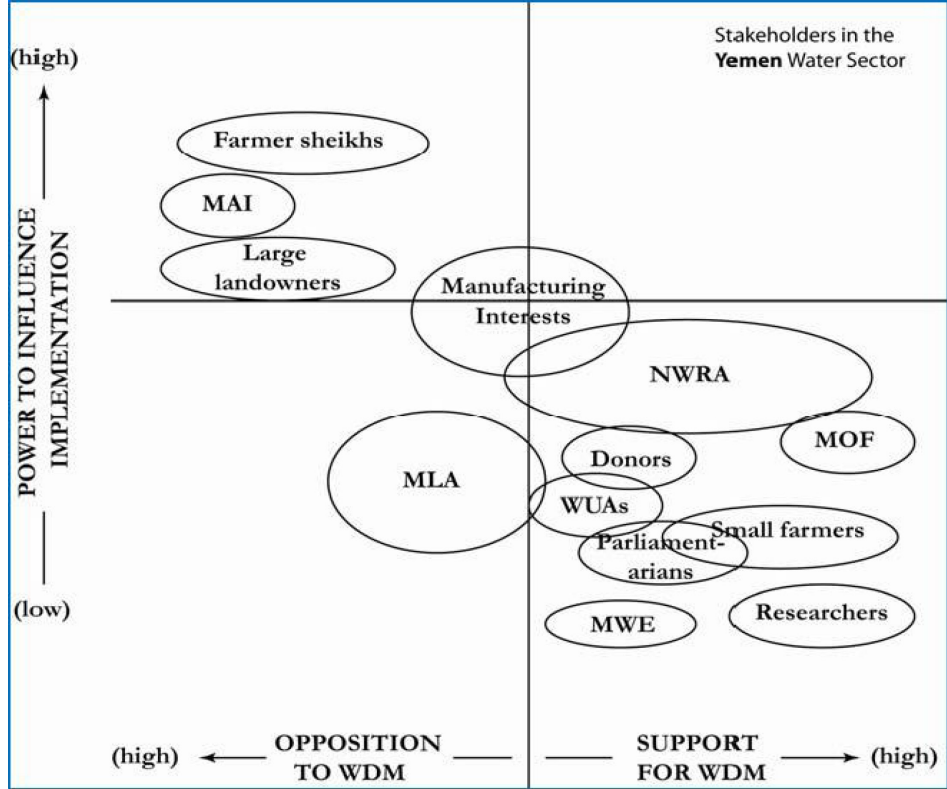 Stakeholders in the
Yemen Water Sector
(high)
Farmer sheikhs
MAI
Large
landowners
Manufacturing
Interests
NWRA
MOF
Donors
MLA
WUAs
Small farmers
Parliament-
arians
Researchers
MWE
POWER TO INFLUENCE
IMPLEMENTATION
(low)
(high)
OPPOSITION
TO WDM
SUPPORT
FOR WDM
(high)